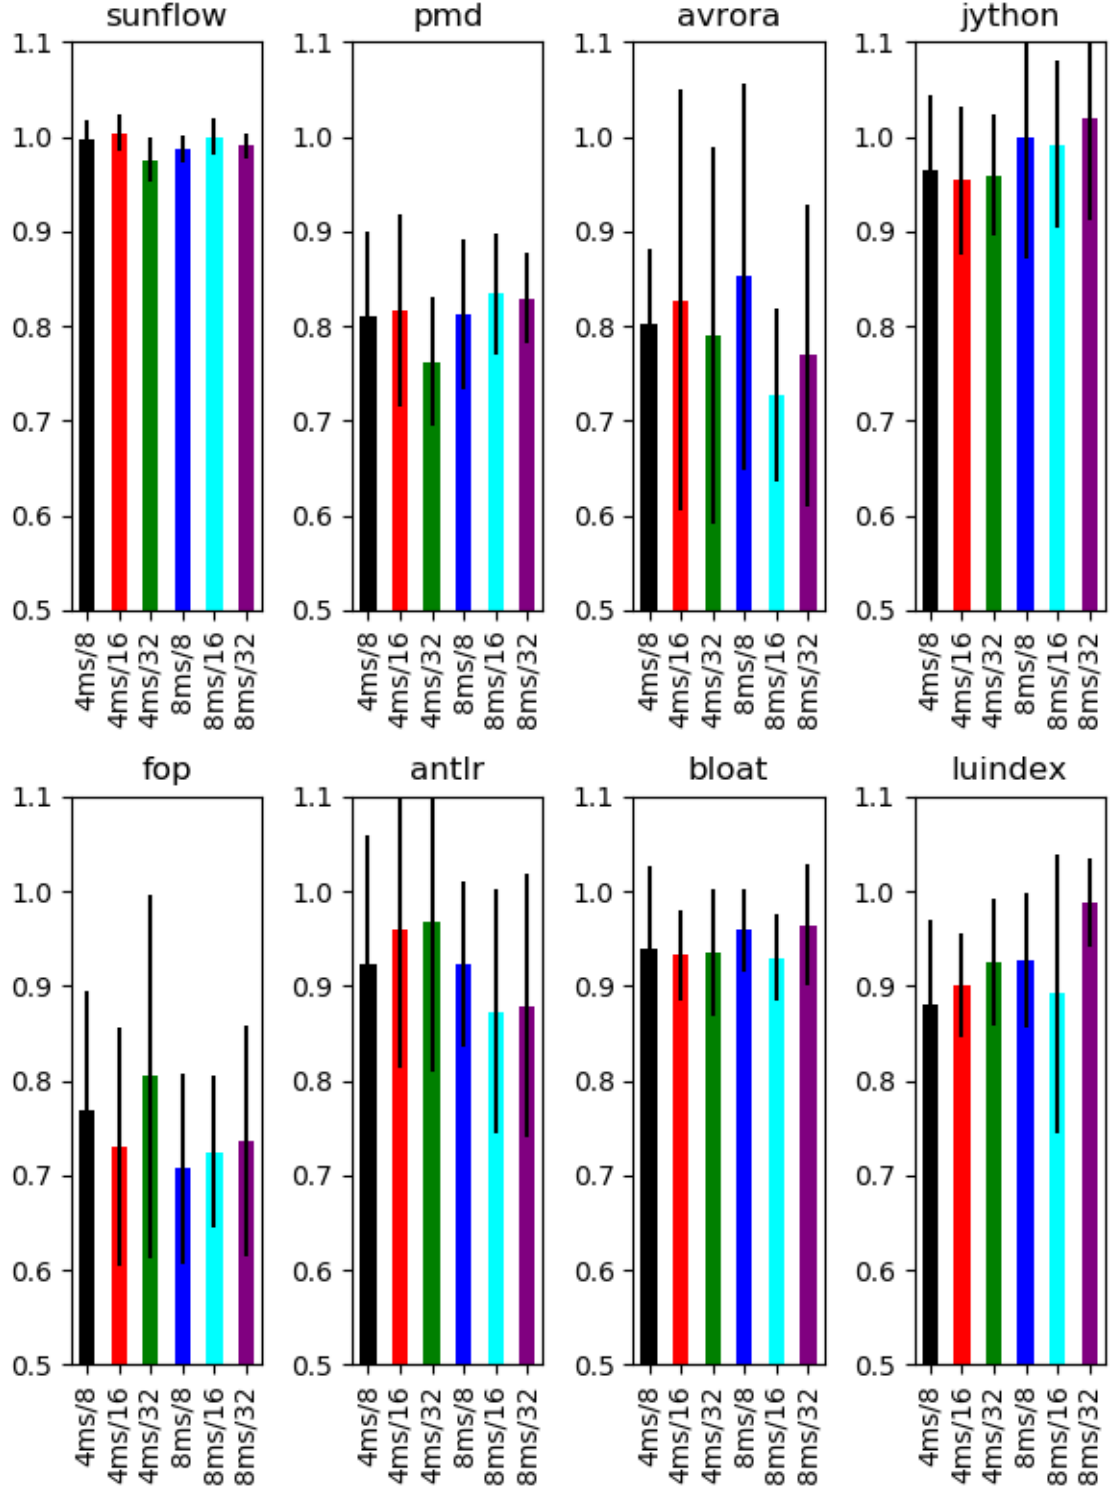 sunflow
pmd
avrora
jython
1.1
1.0
0.9
0.8
0.7
0.6
0.5
4ms/8
4ms/16
4ms/32
8ms/8
8ms/16
8ms/32
1.1
1.0
0.9
0.8
0.7
0.6
0.5
4ms/8
4ms/16
4ms/32
8ms/8
8ms/16
8ms/32
1.1
1.0
0.9
0.8
0.7
0.6
0.5
4ms/8
4ms/16
4ms/32
8ms/8
8ms/16
8ms/32
1.1
1.0
0.9
0.8
0.7
0.6
0.5
4ms/8
4ms/16
4ms/32
8ms/8
8ms/16
8ms/32
fop
antlr
bloat
luindex
1.1
1.0
0.9
0.8
0.7
0.6
0.5
4ms/8
4ms/16
4ms/32
8ms/8
8ms/16
8ms/32
1.1
1.0
0.9
0.8
0.7
0.6
0.5
4ms/8
4ms/16
4ms/32
8ms/8
8ms/16
8ms/32
1.1
1.0
0.9
0.8
0.7
0.6
0.5
4ms/8
4ms/16
4ms/32
8ms/8
8ms/16
8ms/32
1.1
1.0
0.9
0.8
0.7
0.6
0.5
4ms/8
4ms/16
4ms/32
8ms/8
8ms/16
8ms/32